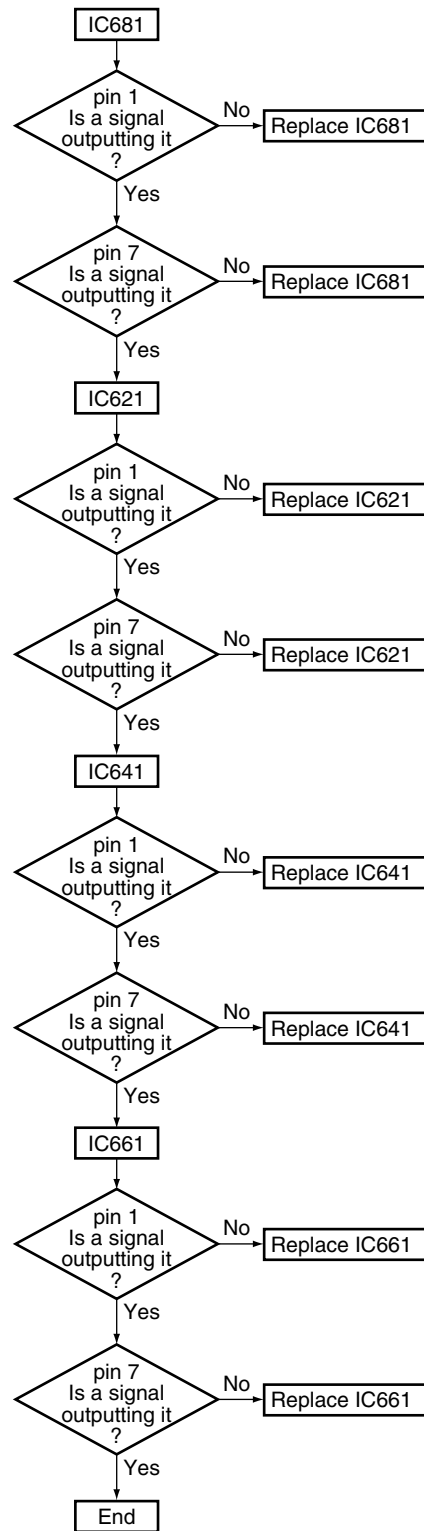 IC681
pin 1
Is a signal
outputting it
?
No
Replace IC681
Yes
pin 7
Is a signal
outputting it
?
No
Replace IC681
Yes
IC621
pin 1
Is a signal
outputting it
?
No
Replace IC621
Yes
pin 7
Is a signal
outputting it
?
No
Replace IC621
Yes
IC641
pin 1
Is a signal
outputting it
?
No
Replace IC641
Yes
pin 7
Is a signal
outputting it
?
No
Replace IC641
Yes
IC661
pin 1
Is a signal
outputting it
?
No
Replace IC661
Yes
pin 7
Is a signal
outputting it
?
No
Replace IC661
Yes
End